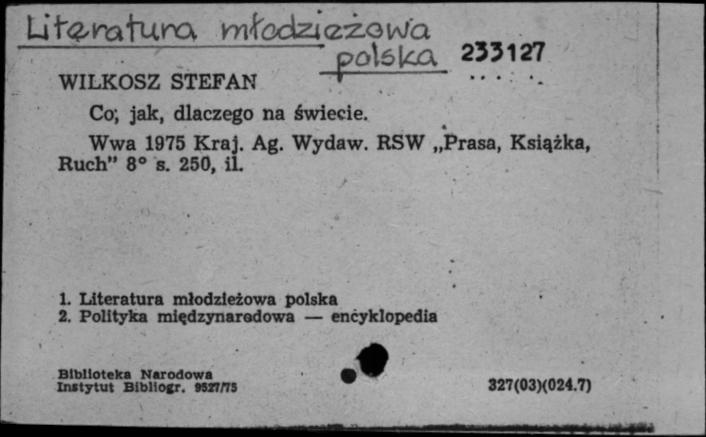 Literatura młodzieżowa
polska 233127
WILKOSZ STEFAN
Co, jak, dlaczego na świecie.
Wwa 1975 Kraj. Ag. Wydaw. RSW „Prasa, Książka,
Ruch” 8° s. 250, il.
1. Literatura młodzieżowa polska
2. Polityka międzynarodowa — encyklopedia
Biblioteka Narodowa
Instytut Bibliogr. 9527/75 327(03)(024.7)